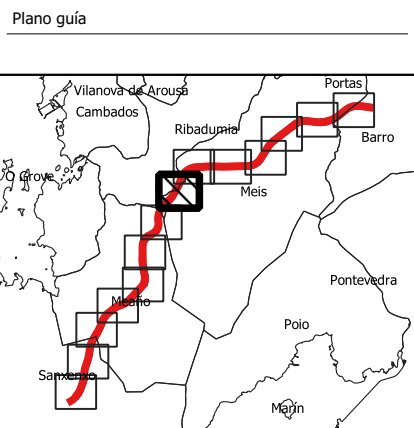 Plano guía
Portas
Vilanova de Arousa
Cambados
Ribadumia
Barro
O Grove
Meis
Pontevedra
Meaño
Poio
Sanxenxo
Marín